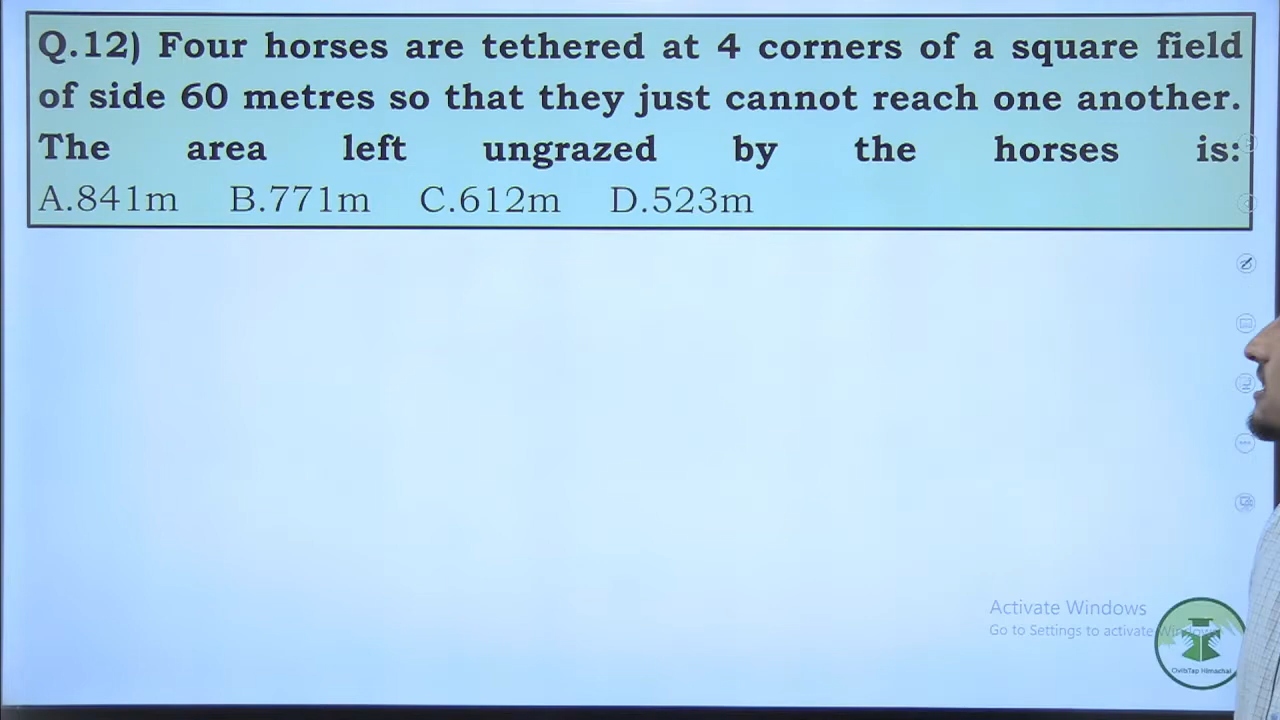 Q.12) Four horses are tethered at 4 corners of a square field
of side 60 metres so that they just cannot reach one another.
The area left ungrazed by the horses is:
A.841m B.771m C.612m D.523m
Activate Windows
Go to Settings to activate Windows.